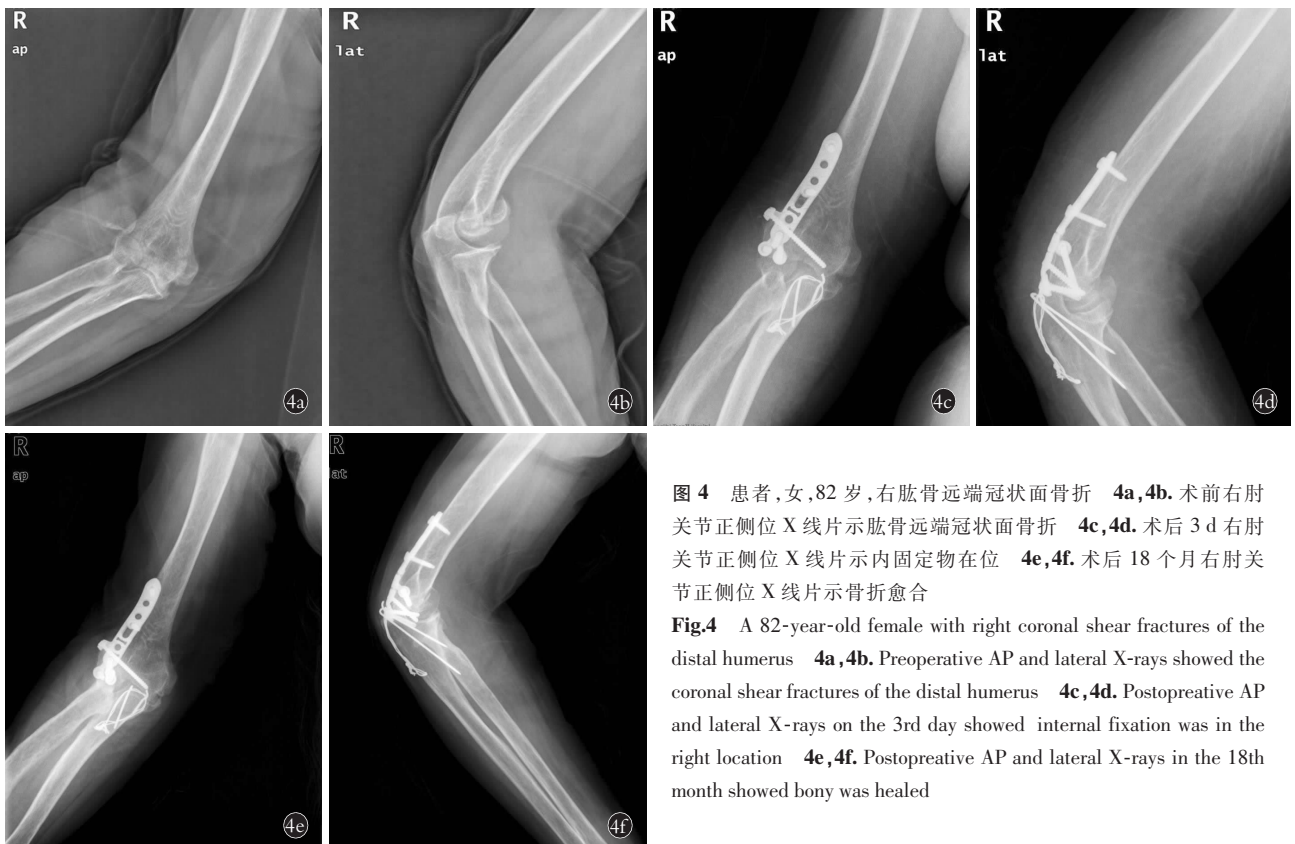 R
ap
4a
R
lat
4b
R
ap
4c
R
lat
4d
R
ap
4e
R
lat
4f
图 4 患者,女,82 岁,右肱骨远端冠状面骨折 4a,4b. 术前右肘
关节正侧位 X 线片示肱骨远端冠状面骨折 4c,4d. 术后 3 d 右肘
关节正侧位 X 线片示内固定物在位 4e,4f. 术后 18 个月右肘关
节正侧位 X 线片示骨折愈合
Fig.4 A 82-year-old female with right coronal shear fractures of the
distal humerus 4a,4b. Preoperative AP and lateral X-rays showed the
coronal shear fractures of the distal humerus 4c,4d. Postopreative AP
and lateral X-rays on the 3rd day showed internal fixation was in the
right location 4e,4f. Postopreative AP and lateral X-rays in the 18th
month showed bony was healed